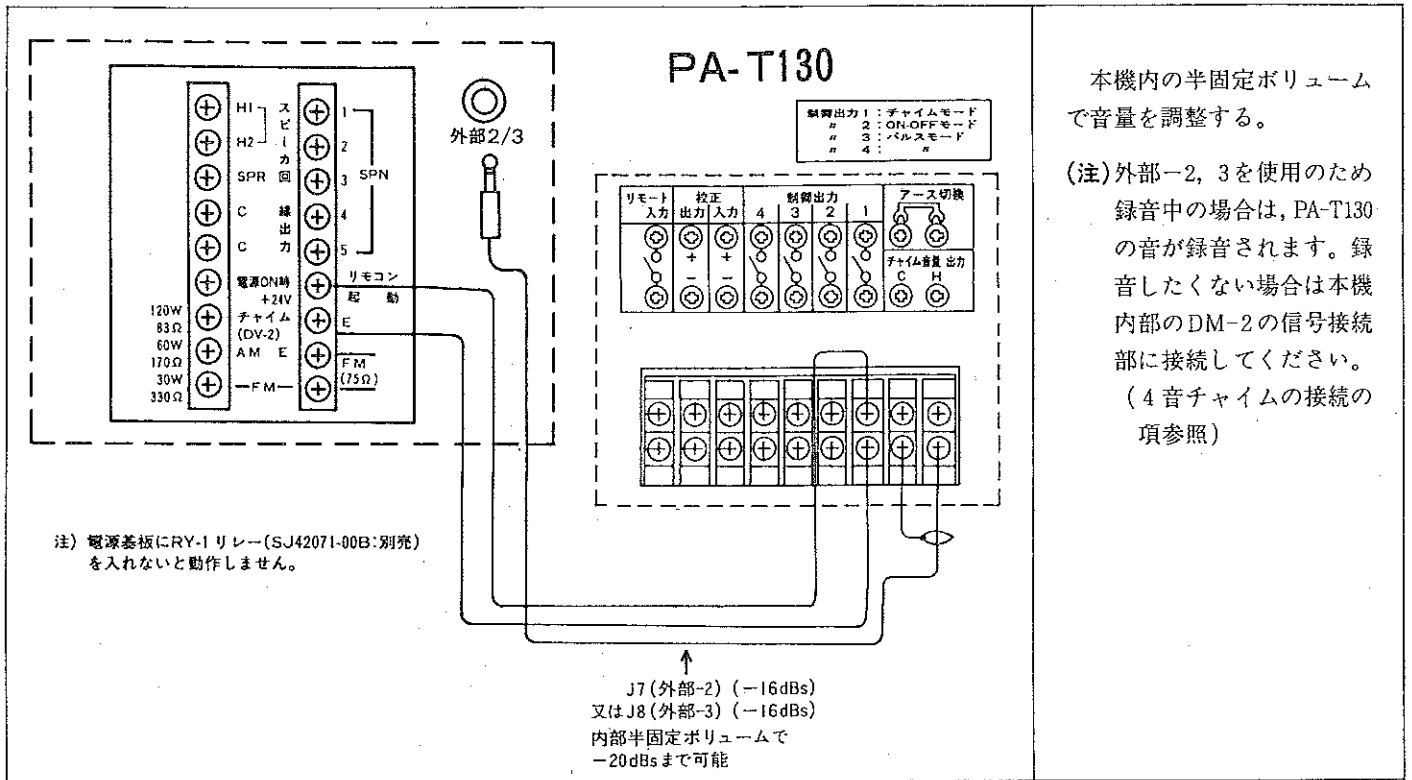 PA-T130
制御出力1：チャイムモード
〃 2：ON-OFFモード
〃 3：パルスモード
〃 4： 〃
H1
H2
SPR
C
C
電源ON時
+24V
チャイム
(DV-2)
AM E
FM
スピーカ回線出力
1
2
3
4
5
SPN
リモコン
起動
E
FM
(75Ω)
120W
83Ω
60W
170Ω
30W
330Ω
外部2/3
リモート
入力
校正
出力 入力
制御出力
4 3 2 1
アース切換
チャイム音量 出力
C H
+ +
− −
注) 電源基板にRY-1リレー(SJ42071-00B:別売)
を入れないと動作しません。
J7(外部-2) (−16dBs)
又はJ8(外部-3) (−16dBs)
内部半固定ボリュームで
−20dBsまで可能
本機内の半固定ボリューム
で音量を調整する。
(注)外部−2, 3を使用のため
録音中の場合は, PA-T130
の音が録音されます。録
音したくない場合は本機
内部のDM-2の信号接続
部に接続してください。
(4音チャイムの接続の
項参照)